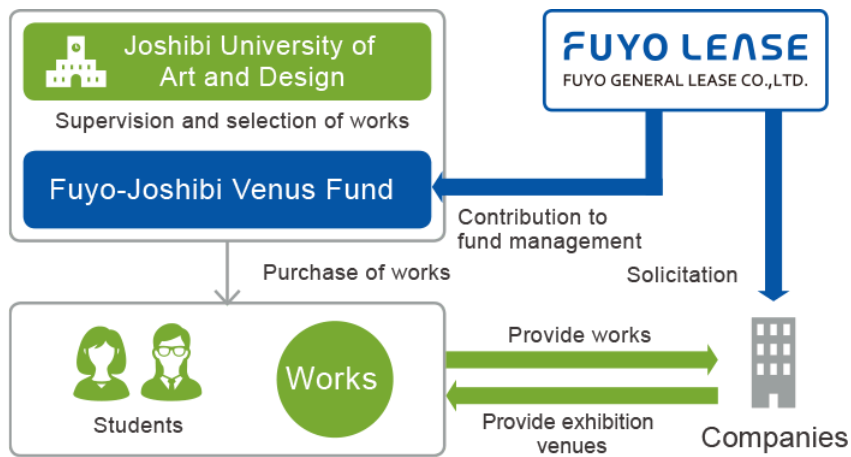 Joshibi University of
Art and Design
Supervision and selection of works
Fuyo-Joshibi Venus Fund
FUYO LEASE
FUYO GENERAL LEASE CO.,LTD.
Contribution to
fund management
Solicitation
Purchase of works
Students
Works
Provide works
Provide exhibition
venues
Companies